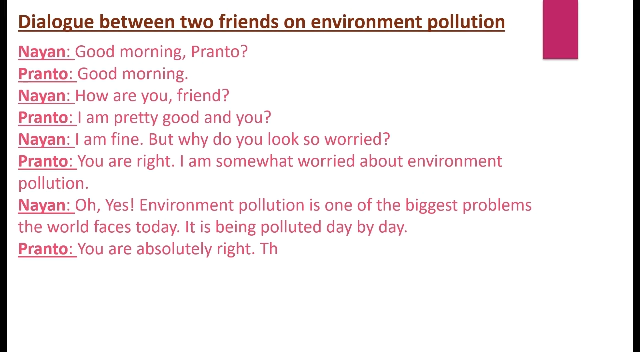 Dialogue between two friends on environment pollution
Nayan: Good morning, Pranto?
Pranto: Good morning.
Nayan: How are you, friend?
Pranto: I am pretty good and you?
Nayan: I am fine. But why do you look so worried?
Pranto: You are right. I am somewhat worried about environment
pollution.
Nayan: Oh, Yes! Environment pollution is one of the biggest problems
the world faces today. It is being polluted day by day.
Pranto: You are absolutely right. Th